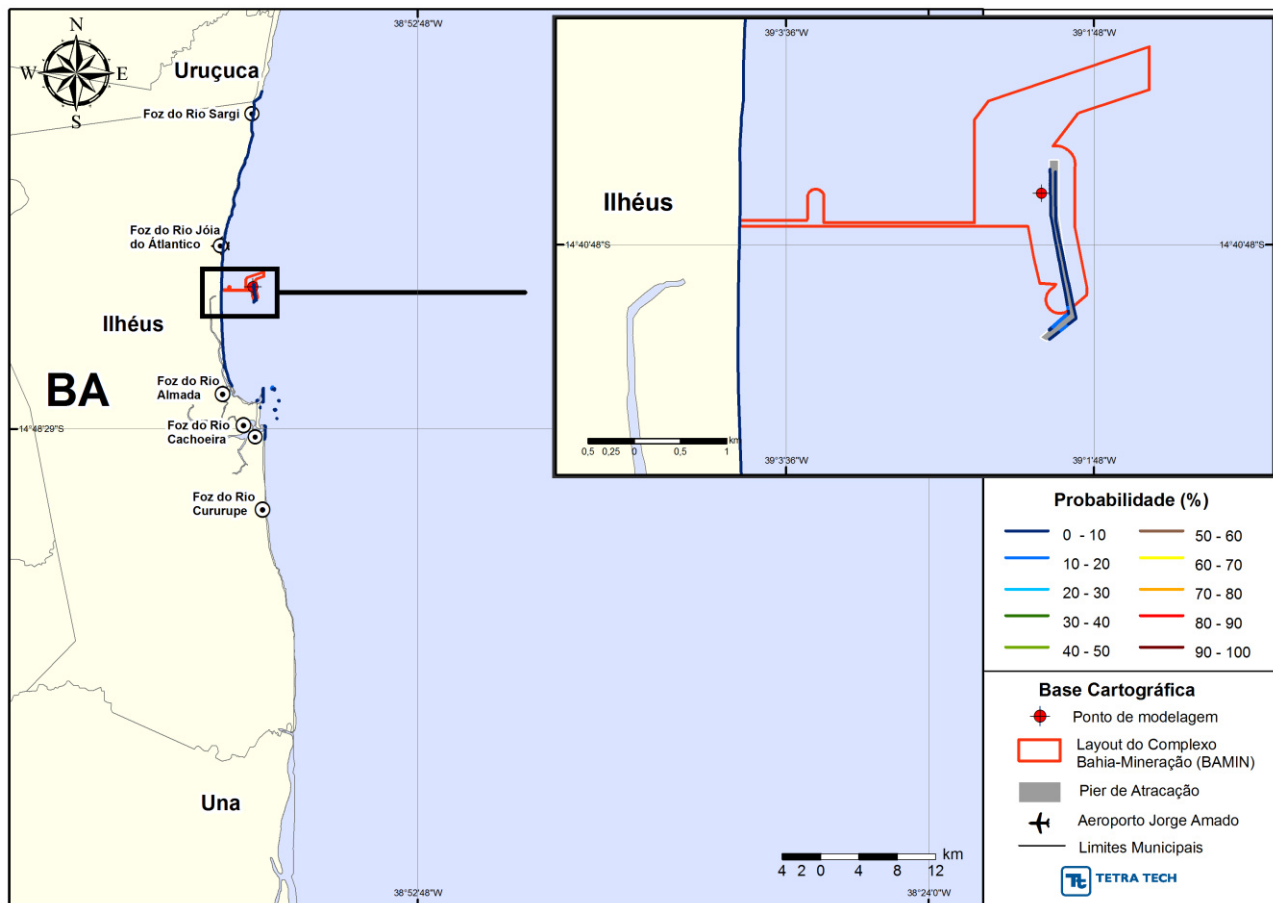 N
W
E
S
Uruçuca
Foz do Rio Sargi
Foz do Rio Jóia
do Átlantico
Ilhéus
BA
Foz do Rio
Almada
Foz do Rio
Cachoeira
Foz do Rio
Cururupe
Una
38°52'48"W
14°48'29"S
38°52'48"W
38°24'0"W
4 2 0 4 8 12
km
39°3'36"W
39°1'48"W
Ilhéus
14°40'48"S
14°40'48"S
0,5 0,25 0 0,5 1
km
39°3'36"W
39°1'48"W
Probabilidade (%)
0 - 10
10 - 20
20 - 30
30 - 40
40 - 50
50 - 60
60 - 70
70 - 80
80 - 90
90 - 100
Base Cartográfica
Ponto de modelagem
Layout do Complexo
Bahia-Mineração (BAMIN)
Pier de Atracação
Aeroporto Jorge Amado
Limites Municipais
Tt TETRA TECH